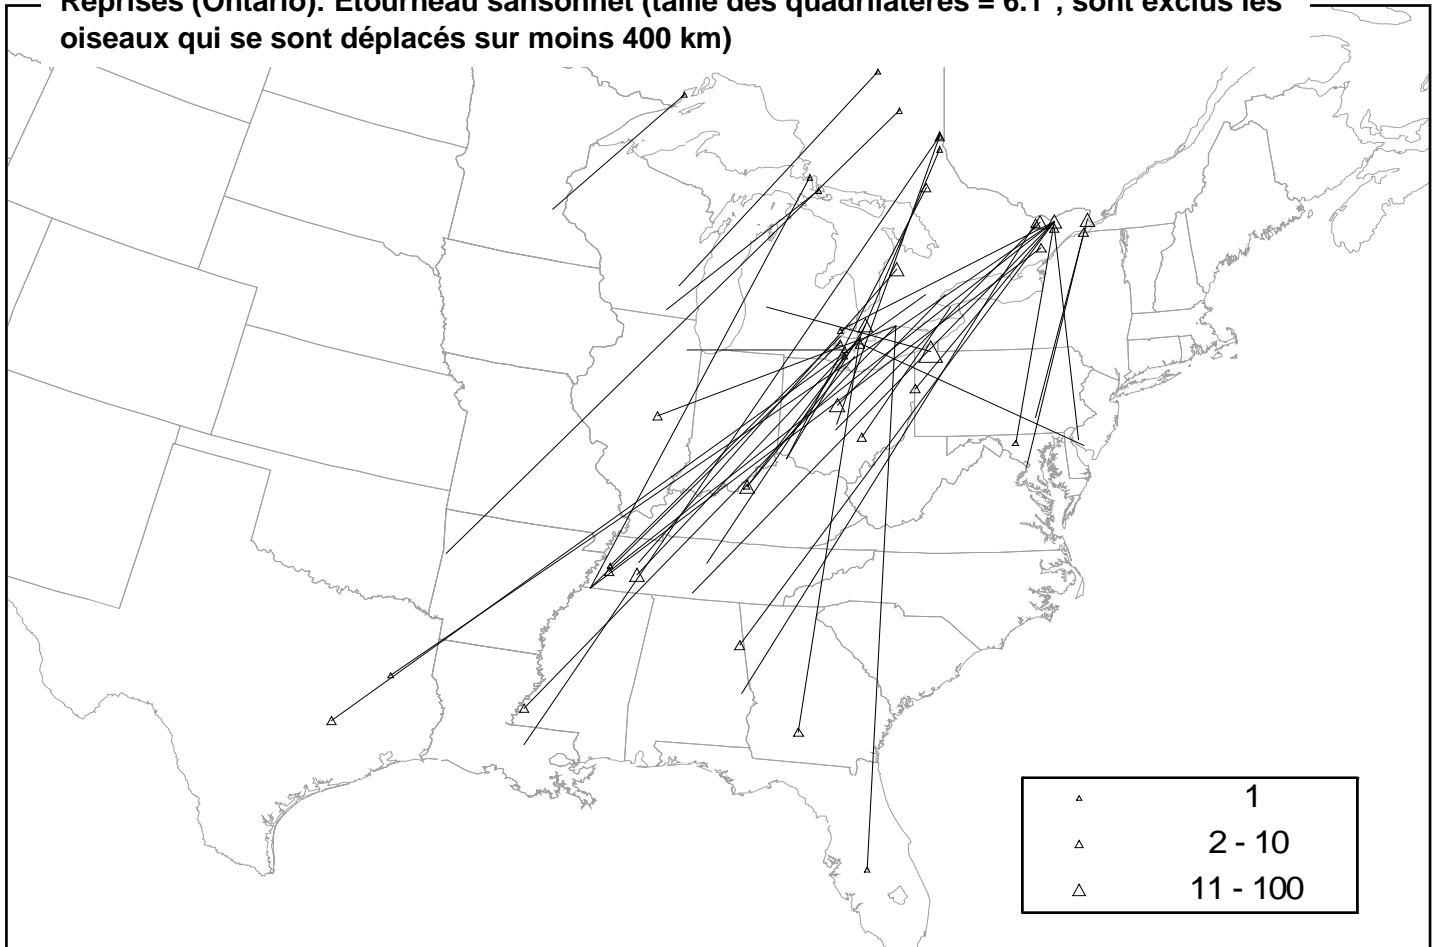 Reprises (Ontario): Étourneau sansonnet (taille des quadrilatères = 6.1°, sont exclus les
oiseaux qui se sont déplacés sur moins 400 km)
1
2 - 10
11 - 100